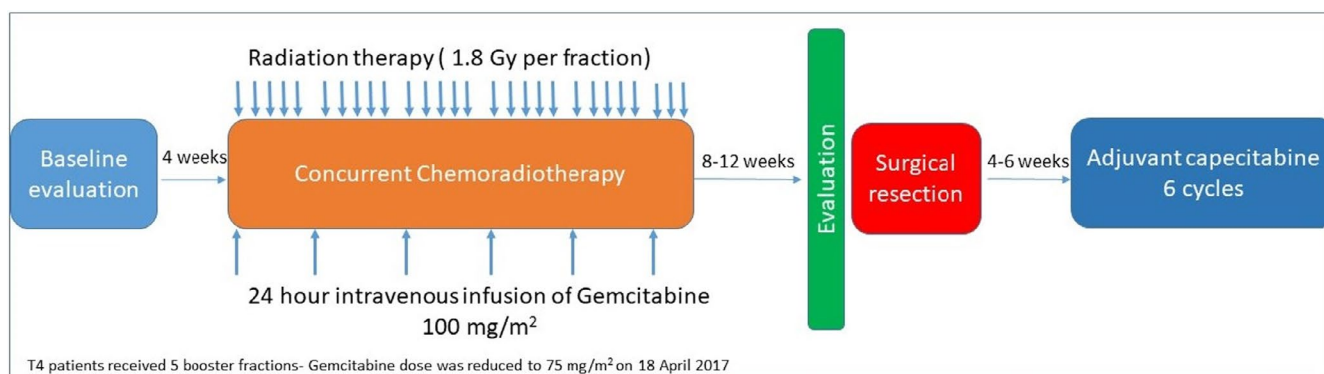 Radiation therapy ( 1.8 Gy per fraction)
Baseline
evaluation
4 weeks
Concurrent Chemoradiotherapy
8-12 weeks
Evaluation
Surgical
resection
4-6 weeks
Adjuvant capecitabine
6 cycles
24 hour intravenous infusion of Gemcitabine
100 mg/m²
T4 patients received 5 booster fractions- Gemcitabine dose was reduced to 75 mg/m² on 18 April 2017